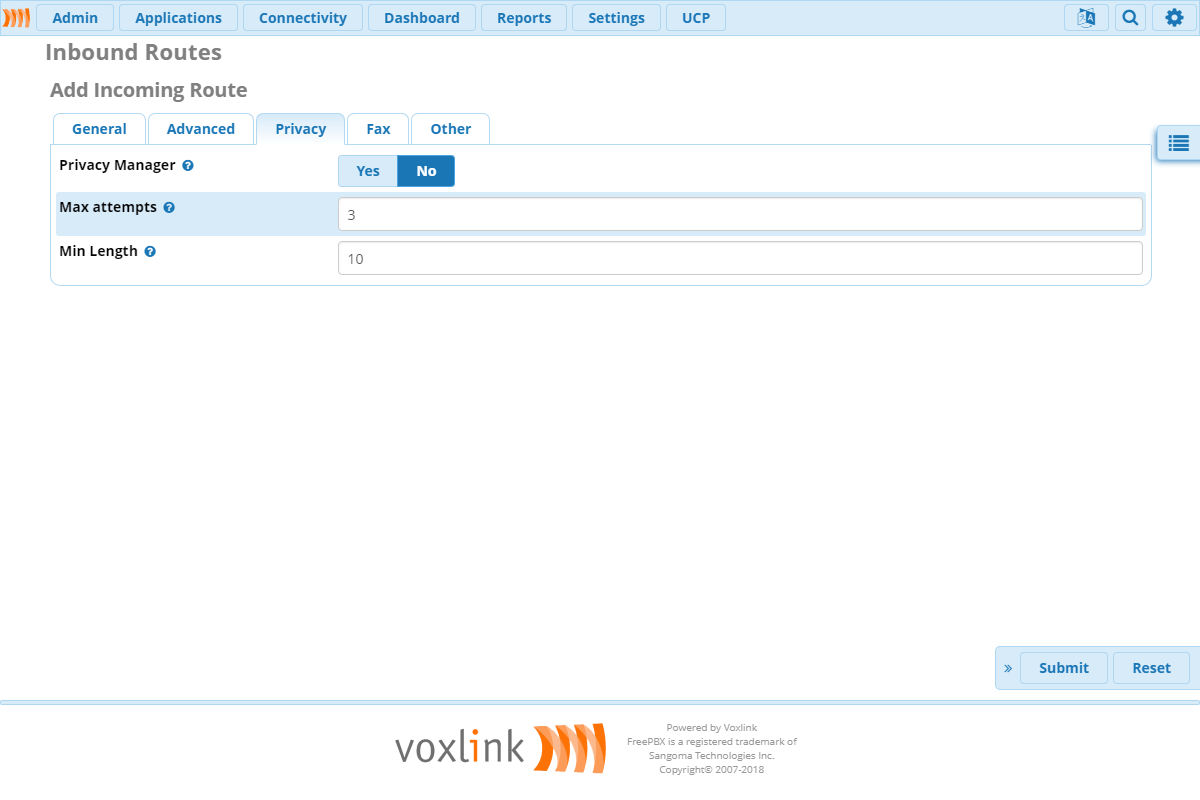 Admin Applications Connectivity Dashboard Reports Settings UCP
Inbound Routes
Add Incoming Route
General Advanced Privacy Fax Other
Privacy Manager Yes No
Max attempts 3
Min Length 10
» Submit Reset
voxlink
Powered by Voxlink
FreePBX is a registered trademark of
Sangoma Technologies Inc.
Copyright© 2007-2018